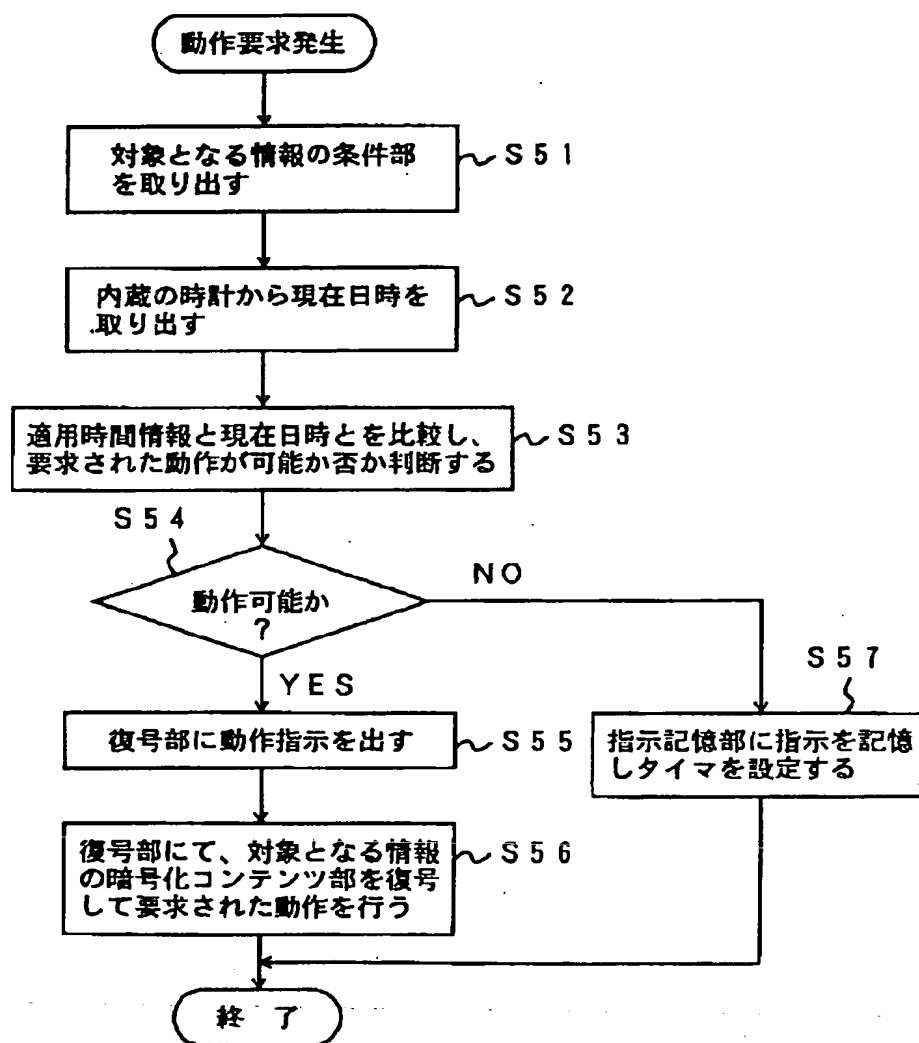 動作要求発生
対象となる情報の条件部
を取り出す
S51
内蔵の時計から現在日時を
取り出す
S52
適用時間情報と現在日時とを比較し、
要求された動作が可能か否か判断する
S53
S54
動作可能か
?
NO
YES
S57
復号部に動作指示を出す
S55
指示記憶部に指示を記憶
しタイマを設定する
復号部にて、対象となる情報
の暗号化コンテンツ部を復号
して要求された動作を行う
S56
終了